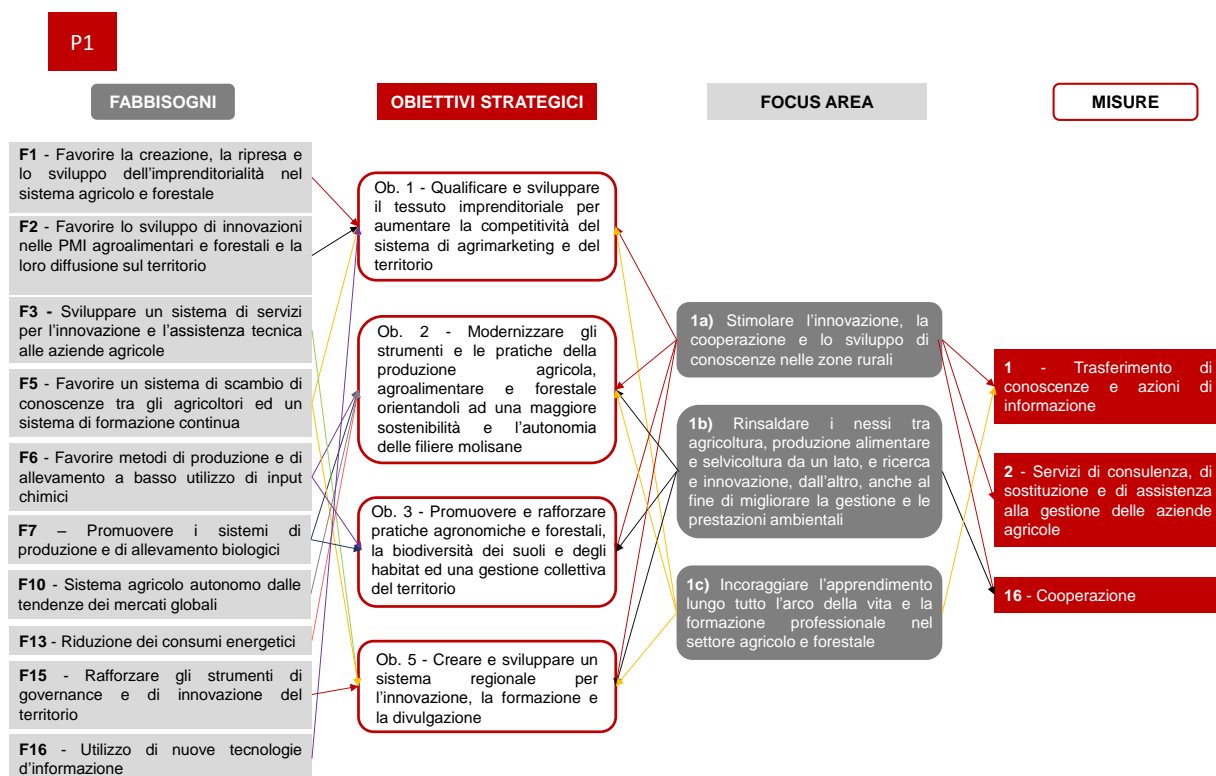 P1
FABBISOGNI
OBIETTIVI STRATEGICI
FOCUS AREA
MISURE
F1 - Favorire la creazione, la ripresa e
lo sviluppo dell'imprenditorialità nel
sistema agricolo e forestale
F2 - Favorire lo sviluppo di innovazioni
nelle PMI agroalimentari e forestali e la
loro diffusione sul territorio
F3 - Sviluppare un sistema di servizi
per l'innovazione e l'assistenza tecnica
alle aziende agricole
F5 - Favorire un sistema di scambio di
conoscenze tra gli agricoltori ed un
sistema di formazione continua
F6 - Favorire metodi di produzione e di
allevamento a basso utilizzo di input
chimici
F7 – Promuovere i sistemi di
produzione e di allevamento biologici
F10 - Sistema agricolo autonomo dalle
tendenze dei mercati globali
F13 - Riduzione dei consumi energetici
F15 - Rafforzare gli strumenti di
governance e di innovazione del
territorio
F16 - Utilizzo di nuove tecnologie
d'informazione
Ob. 1 - Qualificare e sviluppare
il tessuto imprenditoriale per
aumentare la competitività del
sistema di agrimarketing e del
territorio
Ob. 2 - Modernizzare gli
strumenti e le pratiche della
produzione agricola,
agroalimentare e forestale
orientandoli ad una maggiore
sostenibilità e l'autonomia
delle filiere molisane
Ob. 3 - Promuovere e rafforzare
pratiche agronomiche e forestali,
la biodiversità dei suoli e degli
habitat ed una gestione collettiva
del territorio
Ob. 5 - Creare e sviluppare un
sistema regionale per
l'innovazione, la formazione e
la divulgazione
1a) Stimolare l'innovazione, la
cooperazione e lo sviluppo di
conoscenze nelle zone rurali
1b) Rinsaldare i nessi tra
agricoltura, produzione alimentare
e selvicoltura da un lato, e ricerca
e innovazione, dall'altro, anche al
fine di migliorare la gestione e le
prestazioni ambientali
1c) Incoraggiare l'apprendimento
lungo tutto l'arco della vita e la
formazione professionale nel
settore agricolo e forestale
1 - Trasferimento di
conoscenze e azioni di
informazione
2 - Servizi di consulenza, di
sostituzione e di assistenza
alla gestione delle aziende
agricole
16 - Cooperazione